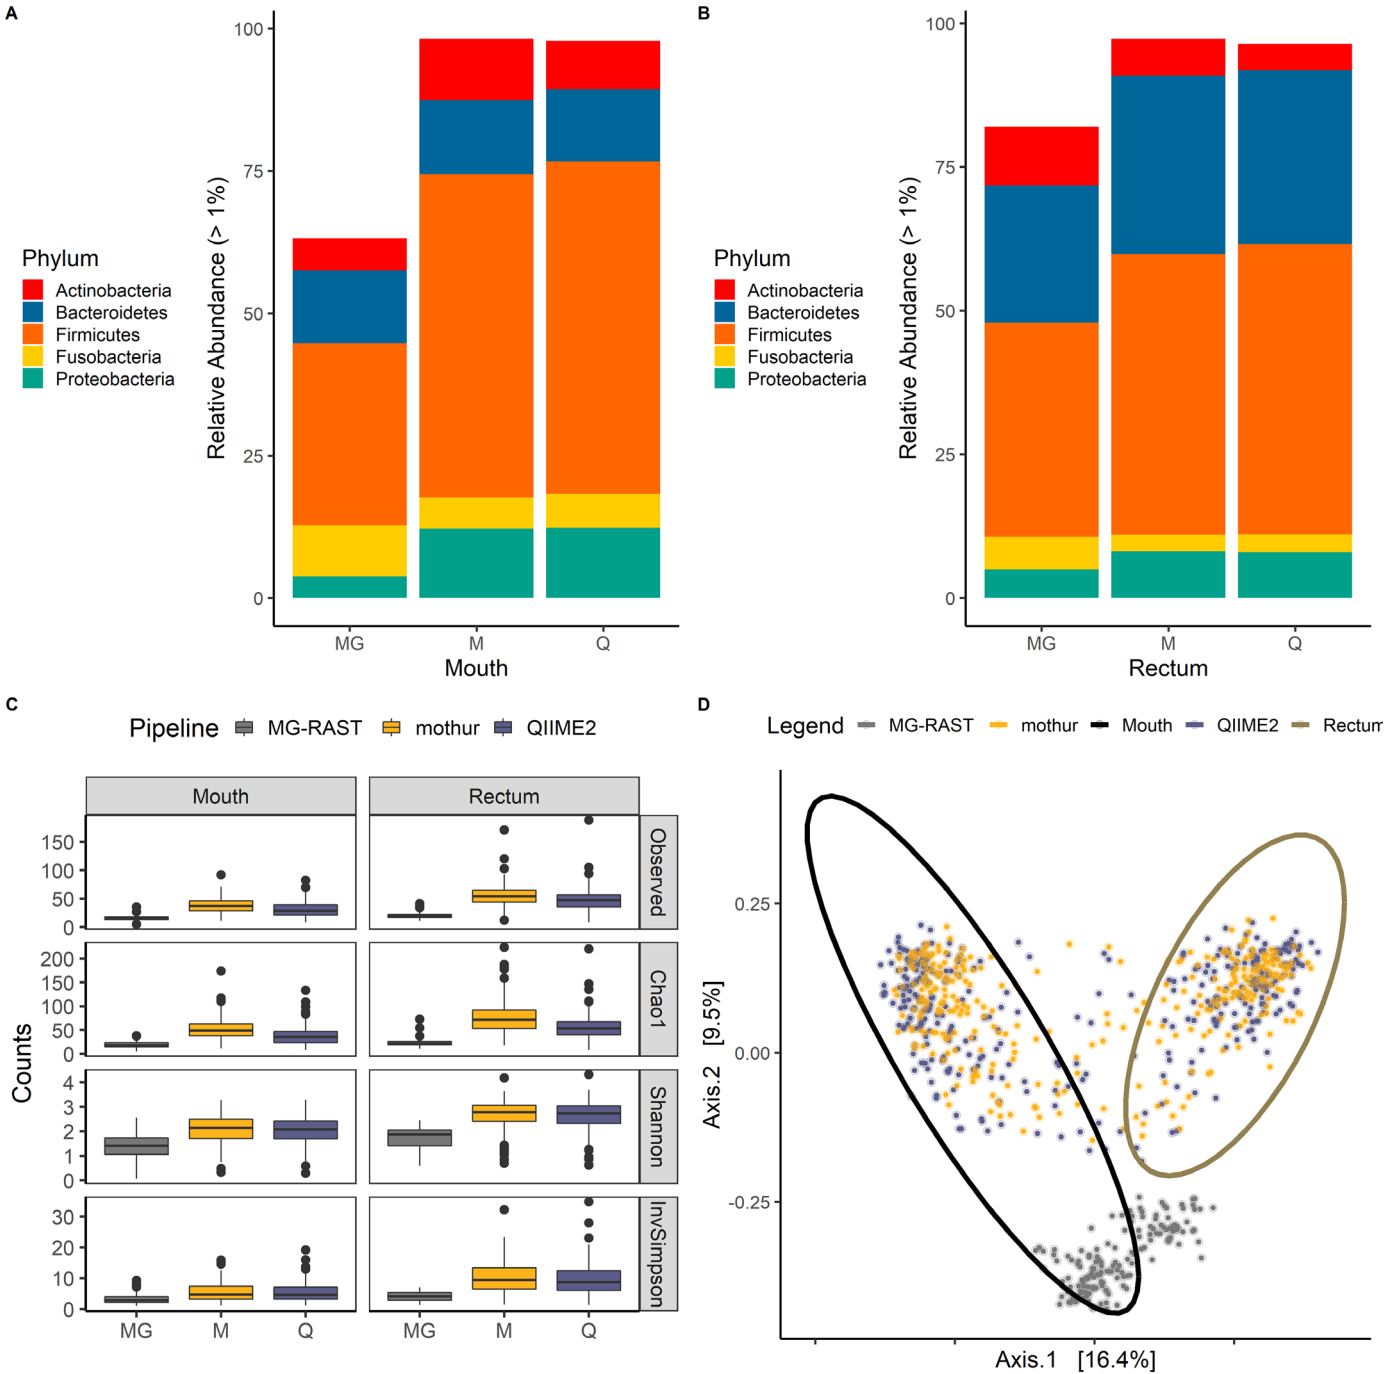 A
100
75
50
25
0
Relative Abundance (> 1%)
Phylum
Actinobacteria
Bacteroidetes
Firmicutes
Fusobacteria
Proteobacteria
MG M Q
Mouth
B
100
75
50
25
0
Relative Abundance (> 1%)
Phylum
Actinobacteria
Bacteroidetes
Firmicutes
Fusobacteria
Proteobacteria
MG M Q
Rectum
C
Pipeline MG-RAST mothur QIIME2
Mouth Rectum
Counts
150
100
50
0
Observed
200
150
100
50
0
Chao1
4
3
2
1
0
Shannon
30
20
10
0
InvSimpson
MG M Q MG M Q
D
Legend MG-RAST mothur Mouth QIIME2 Rectum
0.25
0.00
-0.25
Axis.2 [9.5%]
Axis.1 [16.4%]